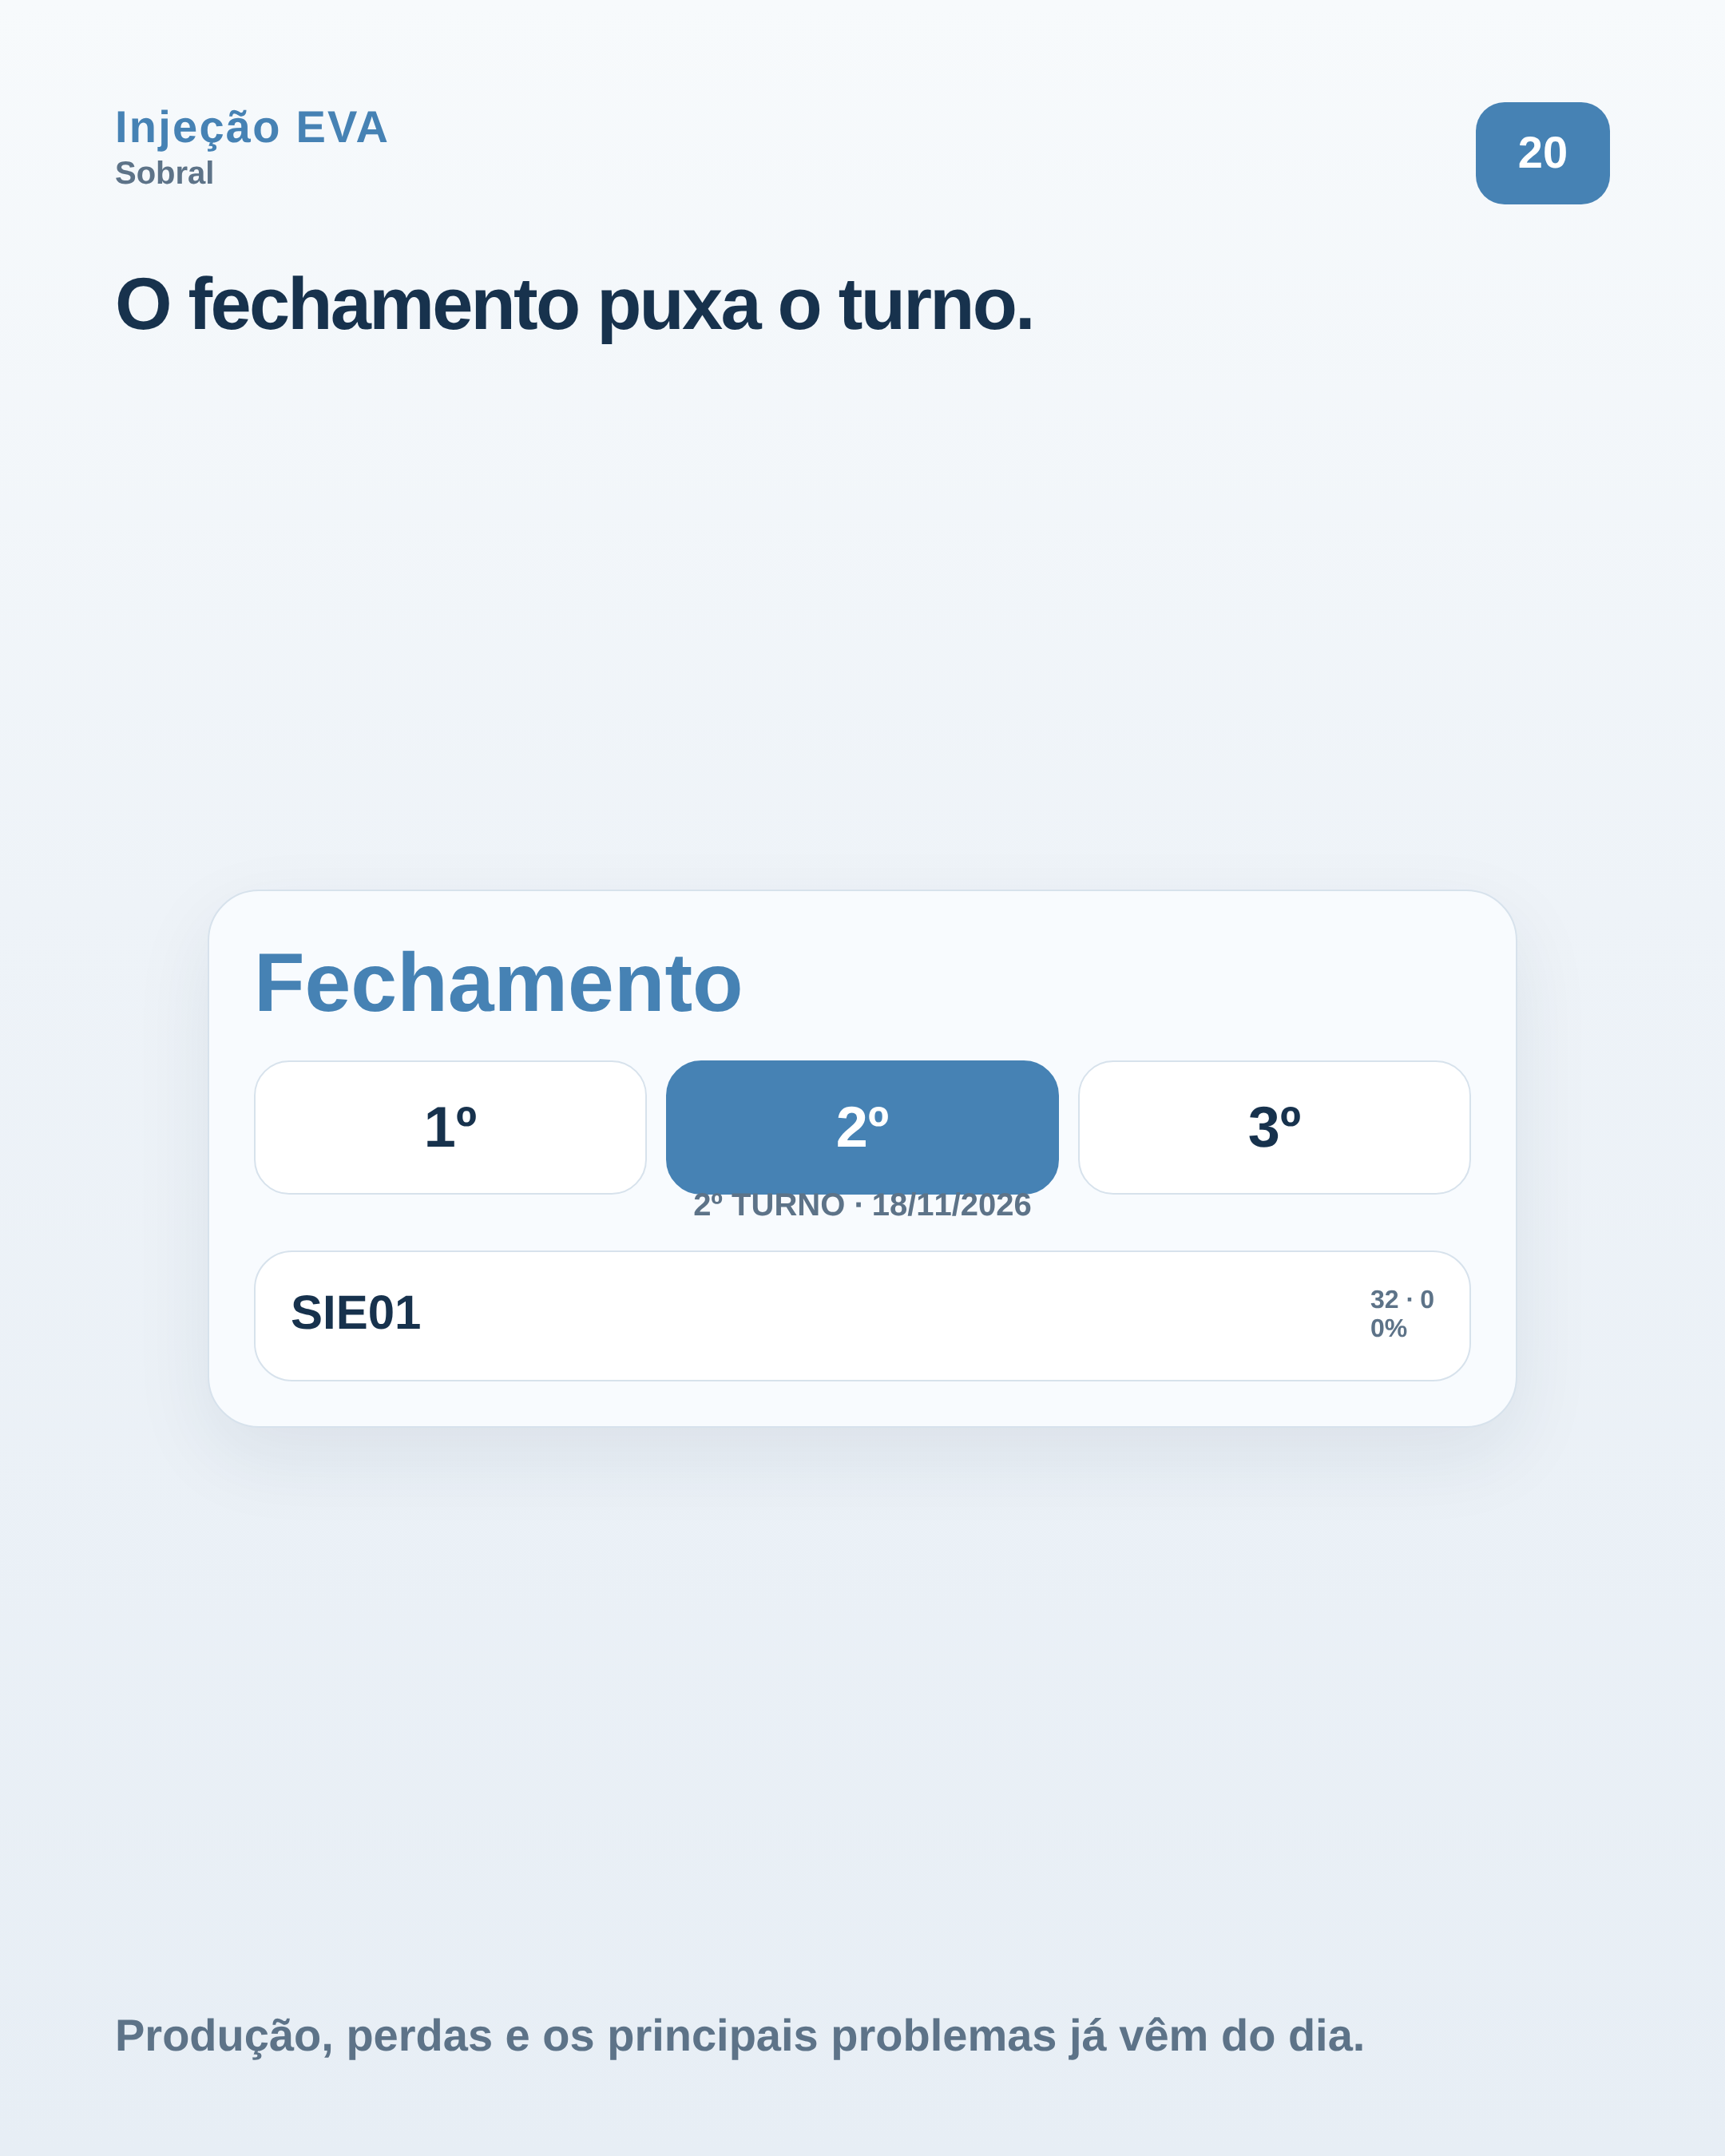 Injeção EVA
Sobral
20
O fechamento puxa o turno.
Fechamento
1º
2º
3º
2º TURNO · 18/11/2026
SIE01
32 · 0
0%
Produção, perdas e os principais problemas já vêm do dia.